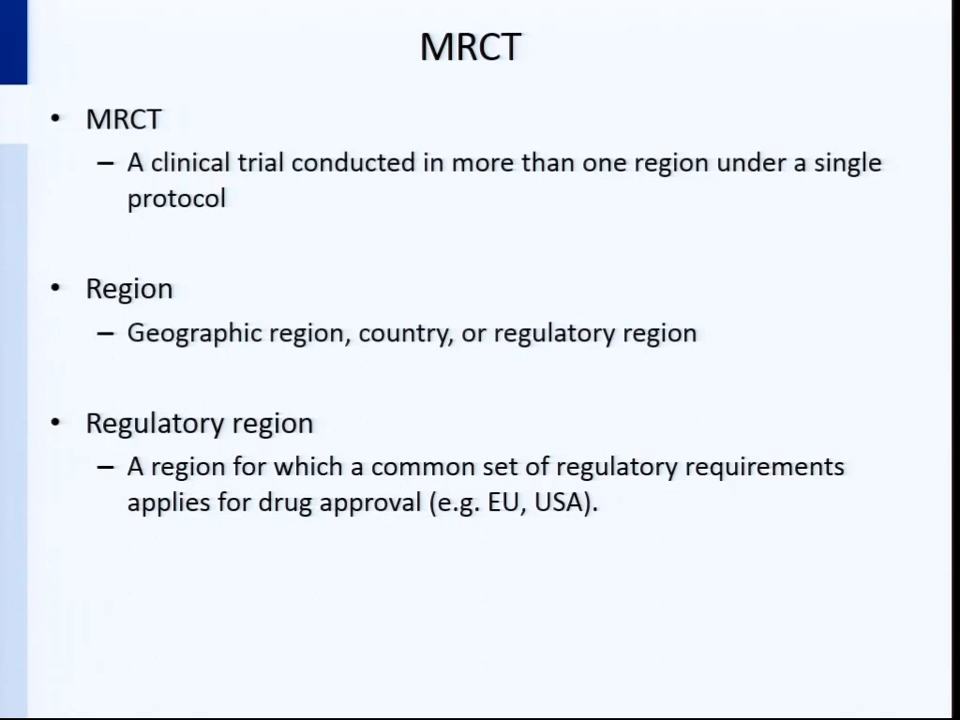 MRCT
• MRCT
– A clinical trial conducted in more than one region under a single
protocol
• Region
– Geographic region, country, or regulatory region
• Regulatory region
– A region for which a common set of regulatory requirements
applies for drug approval (e.g. EU, USA).